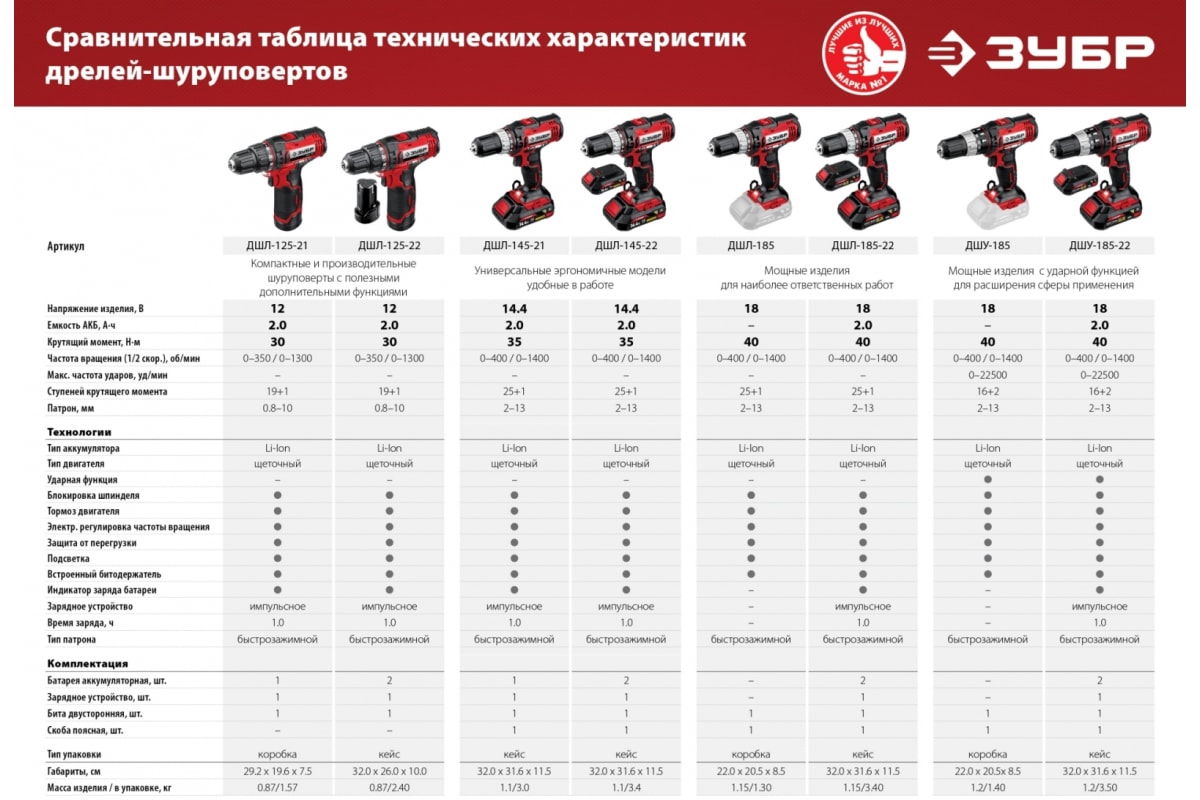 Сравнительная таблица технических характеристик
дрелей-шуруповертов
ЛУЧШИЕ ИЗ ЛУЧШИХ
МАРКА №1
ЗУБР
Артикул ДШЛ-125-21 ДШЛ-125-22 ДШЛ-145-21 ДШЛ-145-22 ДШЛ-185 ДШЛ-185-22 ДШУ-185 ДШУ-185-22
Компактные и производительные
шуруповерты с полезными
дополнительными функциями
Универсальные эргономичные модели
удобные в работе
Мощные изделия
для наиболее ответственных работ
Мощные изделия с ударной функцией
для расширения сферы применения
Напряжение изделия, В 12 12 14.4 14.4 18 18 18 18
Емкость АКБ, А-ч 2.0 2.0 2.0 2.0 – 2.0 – 2.0
Крутящий момент, Н-м 30 30 35 35 40 40 40 40
Частота вращения (1/2 скор.), об/мин 0–350 / 0–1300 0–350 / 0–1300 0–400 / 0–1400 0–400 / 0–1400 0–400 / 0–1400 0–400 / 0–1400 0–400 / 0–1400 0–400 / 0–1400
Макс. частота ударов, уд/мин – – – – – – 0–22500 0–22500
Ступеней крутящего момента 19+1 19+1 25+1 25+1 25+1 25+1 16+2 16+2
Патрон, мм 0.8–10 0.8–10 2–13 2–13 2–13 2–13 2–13 2–13
Технологии
Тип аккумулятора Li-Ion Li-Ion Li-Ion Li-Ion Li-Ion Li-Ion Li-Ion Li-Ion
Тип двигателя щеточный щеточный щеточный щеточный щеточный щеточный щеточный щеточный
Ударная функция – – – – – – ● ●
Блокировка шпинделя ● ● ● ● ● ● ● ●
Тормоз двигателя ● ● ● ● ● ● ● ●
Электр. регулировка частоты вращения ● ● ● ● ● ● ● ●
Защита от перегрузки ● ● ● ● ● ● ● ●
Подсветка ● ● ● ● ● ● ● ●
Встроенный битодержатель ● ● ● ● ● ● ● ●
Индикатор заряда батареи ● ● ● ● – ● – ●
Зарядное устройство импульсное импульсное импульсное импульсное – импульсное – импульсное
Время заряда, ч 1.0 1.0 1.0 1.0 – 1.0 – 1.0
Тип патрона быстрозажимной быстрозажимной быстрозажимной быстрозажимной быстрозажимной быстрозажимной быстрозажимной быстрозажимной
Комплектация
Батарея аккумуляторная, шт. 1 2 1 2 – 2 – 2
Зарядное устройство, шт. 1 1 1 1 – 1 – 1
Бита двусторонняя, шт. 1 1 1 1 1 1 1 1
Скоба поясная, шт. – – 1 1 1 1 1 1
Тип упаковки коробка кейс кейс кейс коробка кейс коробка кейс
Габариты, см 29.2 x 19.6 x 7.5 32.0 x 26.0 x 10.0 32.0 x 31.6 x 11.5 32.0 x 31.6 x 11.5 22.0 x 20.5 x 8.5 32.0 x 31.6 x 11.5 22.0 x 20.5x 8.5 32.0 x 31.6 x 11.5
Масса изделия / в упаковке, кг 0.87/1.57 0.87/2.40 1.1/3.0 1.1/3.4 1.15/1.30 1.15/3.40 1.2/1.40 1.2/3.50